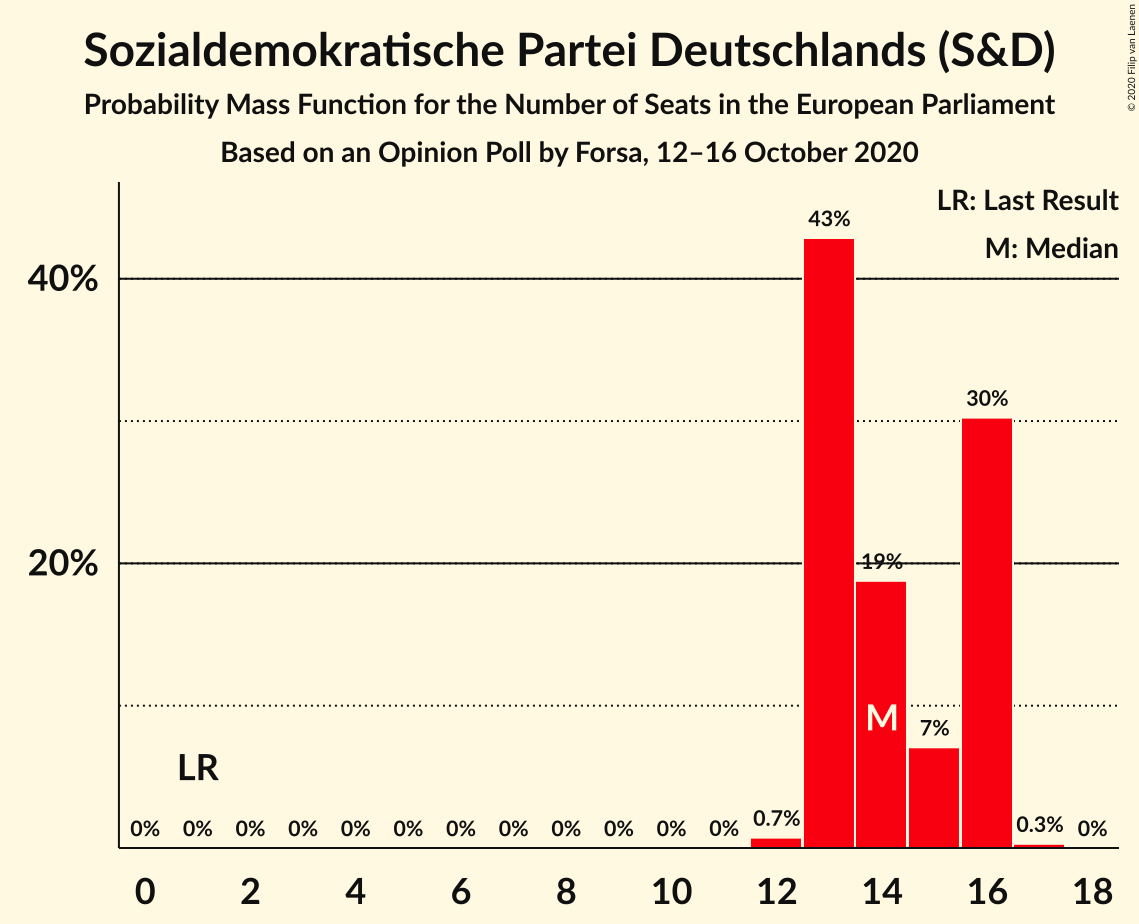 Sozialdemokratische Partei Deutschlands (S&D)
Probability Mass Function for the Number of Seats in the European Parliament
Based on an Opinion Poll by Forsa, 12–16 October 2020
© 2020 Filip van Laenen
LR: Last Result
M: Median
43%
40%
30%
20%
19%
M
7%
LR
0% 0% 0% 0% 0% 0% 0% 0% 0% 0% 0% 0% 0.7% 0.3% 0%
0 2 4 6 8 10 12 14 16 18